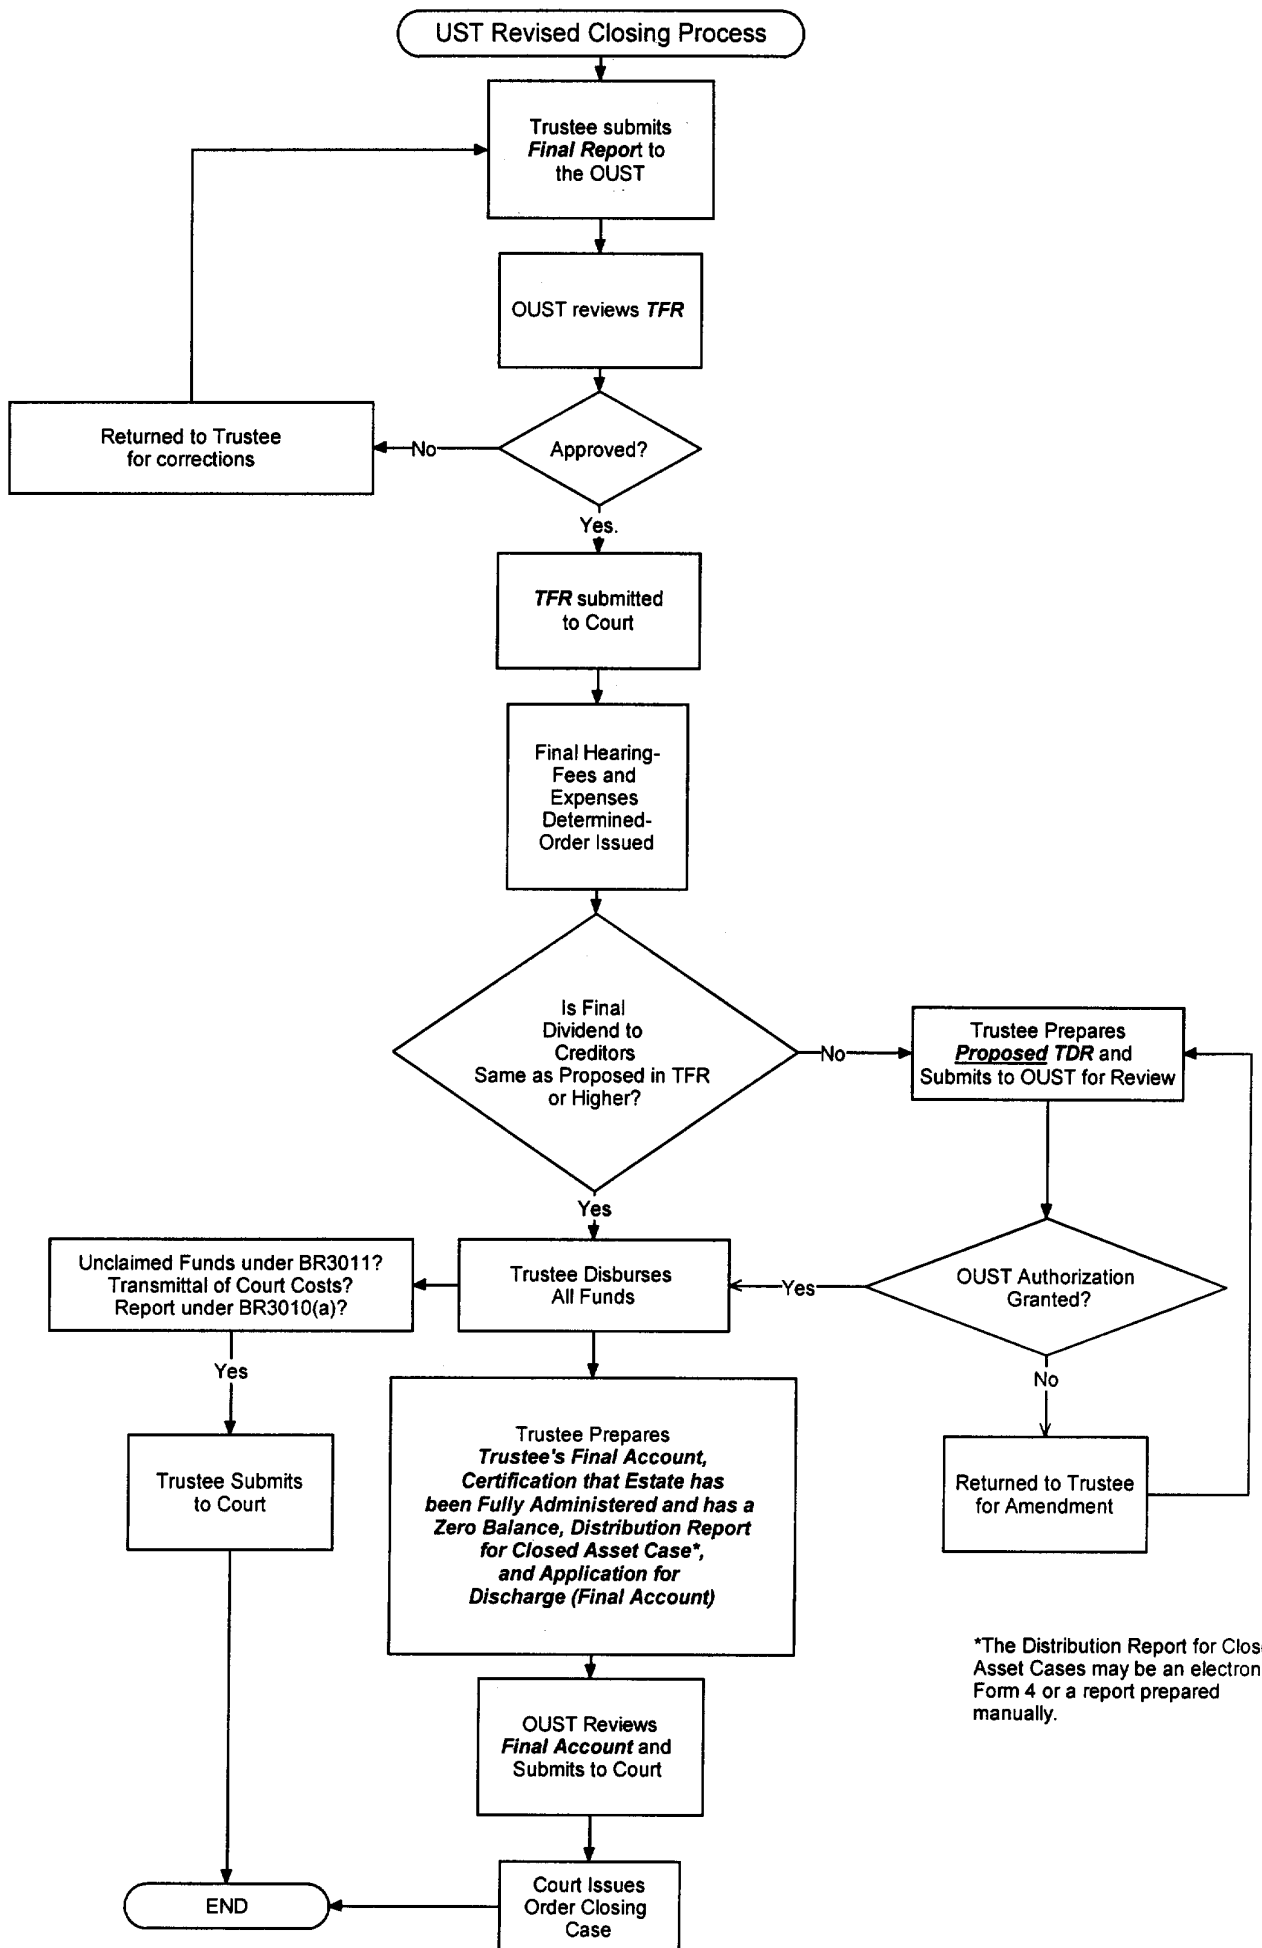 UST Revised Closing Process
Trustee submits
Final Report to
the OUST
OUST reviews TFR
Returned to Trustee
for corrections
No
Approved?
Yes.
TFR submitted
to Court
Final Hearing-
Fees and
Expenses
Determined-
Order Issued
Is Final
Dividend to
Creditors
Same as Proposed in TFR
or Higher?
No
Trustee Prepares
Proposed TDR and
Submits to OUST for Review
Yes
Unclaimed Funds under BR3011?
Transmittal of Court Costs?
Report under BR3010(a)?
Trustee Disburses
All Funds
Yes
OUST Authorization
Granted?
Yes
No
Trustee Submits
to Court
Trustee Prepares
Trustee's Final Account,
Certification that Estate has
been Fully Administered and has a
Zero Balance, Distribution Report
for Closed Asset Case*,
and Application for
Discharge (Final Account)
Returned to Trustee
for Amendment
*The Distribution Report for Clos
Asset Cases may be an electron
Form 4 or a report prepared
manually.
OUST Reviews
Final Account and
Submits to Court
END
Court Issues
Order Closing
Case